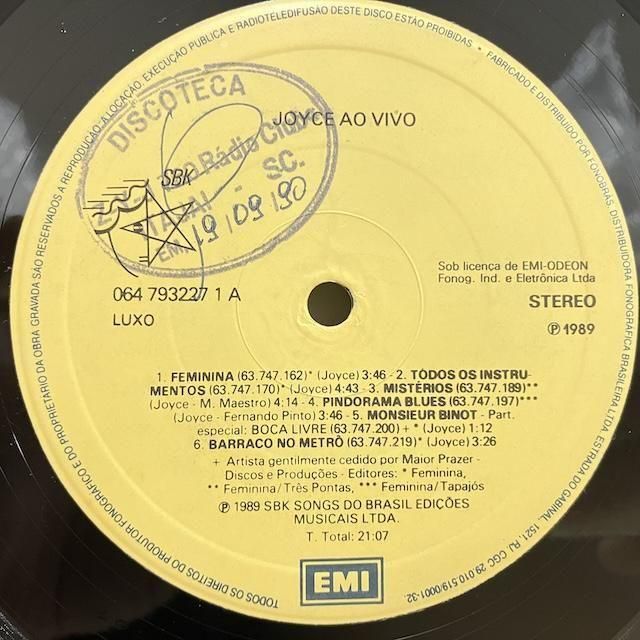 TODOS OS DIREITOS DO PRODUTOR FONOGRÁFICO E DO PROPRIETÁRIO DA OBRA GRAVADA SÃO RESERVADOS A REPRODUÇÃO, A LOCAÇÃO, EXECUÇÃO PUBLICA E RADIOTELEDIFUSÃO DESTE DISCO ESTÃO PROIBIDAS • FABRICADO E DISTRIBUIDO POR FONOBRÁS, DISTRIBUIDORA FONOGRÁFICA BRASILEIRA LTDA, ESTRADA DO GABINAL, 1521, RJ, CGC 29.010.519/0001-32.
DISCOTECA
JOYCE AO VIVO
Rádio Clube
ITAJAÍ - SC.
SBK
EM 19/09/90
064 793227 1 A
LUXO
Sob licença de EMI-ODEON
Fonog. Ind. e Eletrônica Ltda
STEREO
℗ 1989
1. FEMININA (63.747.162)* (Joyce) 3:46 - 2. TODOS OS INSTRU-
MENTOS (63.747.170)* (Joyce) 4:43 - 3. MISTÉRIOS (63.747.189)**
(Joyce - M. Maestro) 4:14 - 4. PINDORAMA BLUES (63.747.197)***
(Joyce - Fernando Pinto) 3:46 - 5. MONSIEUR BINOT - Part.
especial: BOCA LIVRE (63.747.200) + * (Joyce) 1:12
6. BARRACO NO METRÔ (63.747.219)* (Joyce) 3:26
+ Artista gentilmente cedido por Maior Prazer -
Discos e Produções - Editores: * Feminina,
** Feminina/Três Pontas, *** Feminina/Tapajós
℗ 1989 SBK SONGS DO BRASIL EDIÇÕES
MUSICAIS LTDA.
T. Total: 21:07
EMI